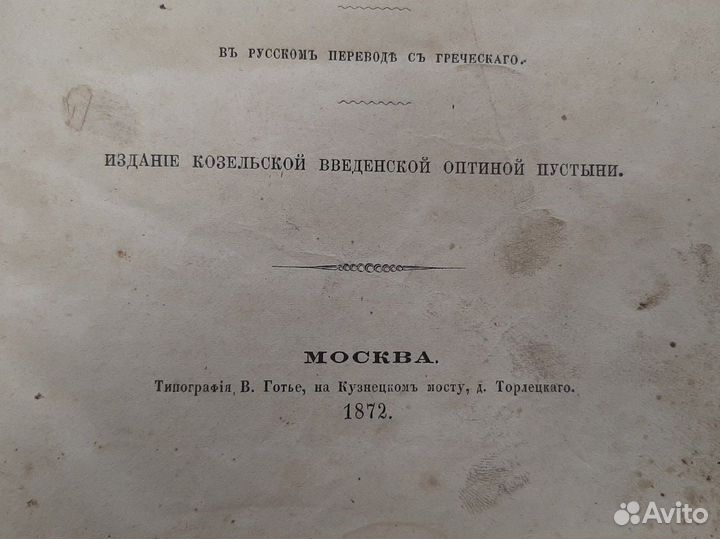 ВЪ РУССКОМЪ ПЕРЕВОДѢ СЪ ГРЕЧЕСКАГО.
ИЗДАНІЕ КОЗЕЛЬСКОЙ ВВЕДЕНСКОЙ ОПТИНОЙ ПУСТЫНИ.
МОСКВА.
Типографія В. Готье, на Кузнецкомъ мосту, д. Торлецкаго.
1872.
Avito